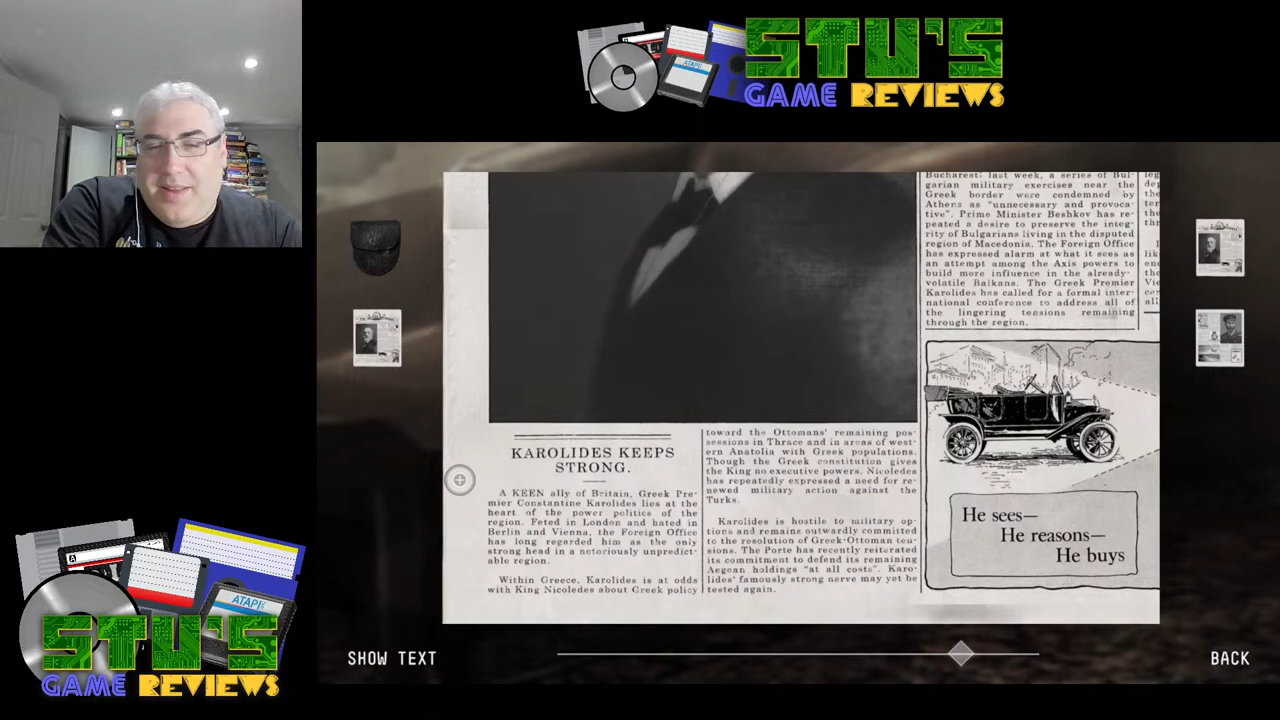 STU'S
GAME REVIEWS
KAROLIDES KEEPS
STRONG.
A KEEN ally of Britain, Greek Pre-
mier Constantine Karolides lies at the
heart of the power politics of the
region. Feted in London and hated in
Berlin and Vienna, the Foreign Office
has long regarded him as the only
strong head in a notoriously unpredict-
able region.
Within Greece, Karolides is at odds
with King Nicoledes about Greek policy
toward the Ottomans' remaining pos-
sessions in Thrace and in areas of west-
ern Anatolia with Greek populations.
Though the Greek constitution gives
the King no executive powers, Nicoledes
has repeatedly expressed a need for re-
newed military action against the
Turks.
Karolides is hostile to military op-
tions and remains outwardly committed
to the resolution of Greek-Ottoman ten-
sions. The Porte has recently reiterated
its commitment to defend its remaining
Aegean holdings "at all costs". Karo-
lides' famously strong nerve may yet be
tested again.
Bucharest; last week, a series of Bul-
garian military exercises near the
Greek border were condemned by
Athens as "unnecessary and provoca-
tive". Prime Minister Beshkov has re-
peated a desire to preserve the integ-
rity of Bulgarians living in the disputed
region of Macedonia. The Foreign Office
has expressed alarm at what it sees as
an attempt among the Axis powers to
build more influence in the already-
volatile Balkans. The Greek Premier
Karolides has called for a formal inter-
national conference to address all of
the lingering tensions remaining
through the region.
He sees—
He reasons—
He buys
SHOW TEXT
BACK
ATARI
STU'S
GAME REVIEWS